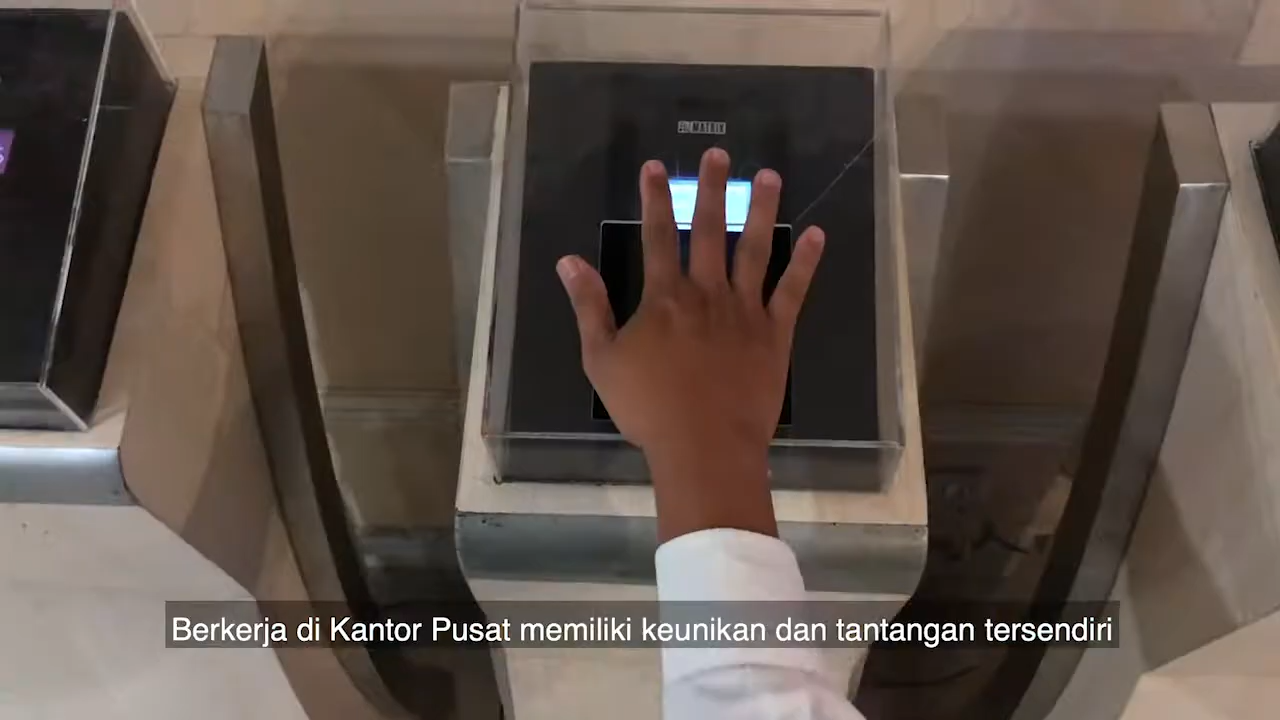 MATRIX
Berkerja di Kantor Pusat memiliki keunikan dan tantangan tersendiri